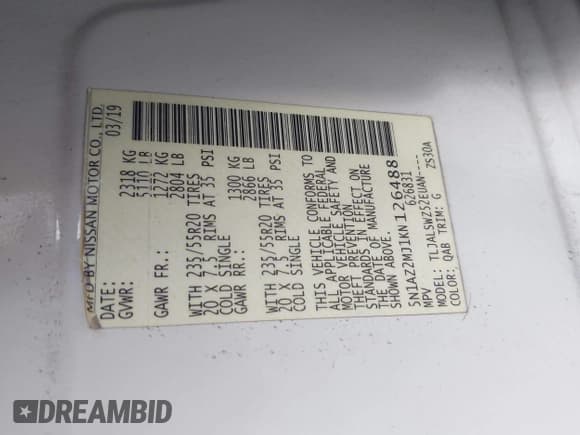 MFD BY NISSAN MOTOR CO., LTD.
DATE: 03/19
GVWR: 2318 KG
5110 LB
GAWR FR.: 1272 KG
2804 LB
WITH 235/55R20 TIRES
20 X 7.5 RIMS AT 35 PSI
COLD SINGLE
GAWR RR.: 1300 KG
2866 LB
WITH 235/55R20 TIRES
20 X 7.5 RIMS AT 35 PSI
COLD SINGLE
THIS VEHICLE CONFORMS TO
ALL APPLICABLE FEDERAL
MOTOR VEHICLE SAFETY AND
THEFT PREVENTION
STANDARDS IN EFFECT ON
THE DATE OF MANUFACTURE
SHOWN ABOVE.
5N1AZ2MJ1KN126488
MPV 626831
MODEL: TLJALSWZ52EUAN----
COLOR: QAB TRIM: G ZS30A
DREAMBID